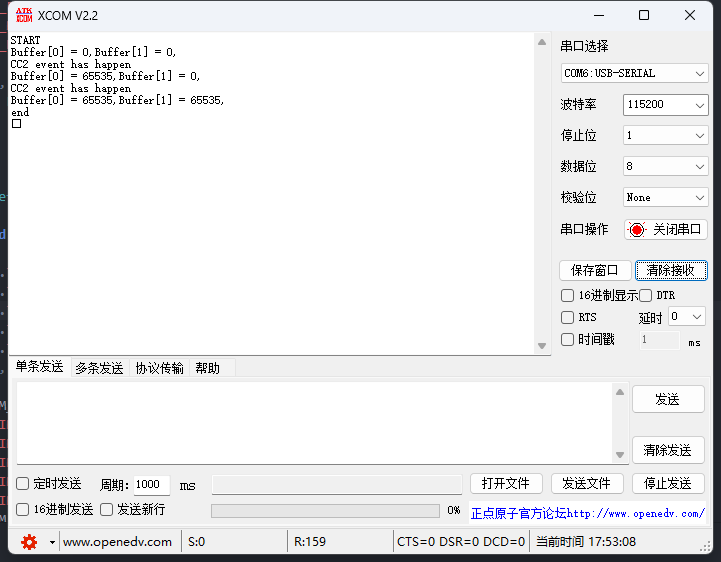 ATK
XCOM
XCOM V2.2
START
Buffer[0] = 0,Buffer[1] = 0,
CC2 event has happen
Buffer[0] = 65535,Buffer[1] = 0,
CC2 event has happen
Buffer[0] = 65535,Buffer[1] = 65535,
end
串口选择
COM6:USB-SERIAL
波特率 115200
停止位 1
数据位 8
校验位 None
串口操作 关闭串口
保存窗口 清除接收
16进制显示 DTR
RTS 延时 0
时间戳 1 ms
单条发送 多条发送 协议传输 帮助
发送
清除发送
定时发送 周期: 1000 ms 打开文件 发送文件 停止发送
16进制发送 发送新行 0% 正点原子官方论坛http://www.openedv.com/
www.openedv.com S:0 R:159 CTS=0 DSR=0 DCD=0 当前时间 17:53:08